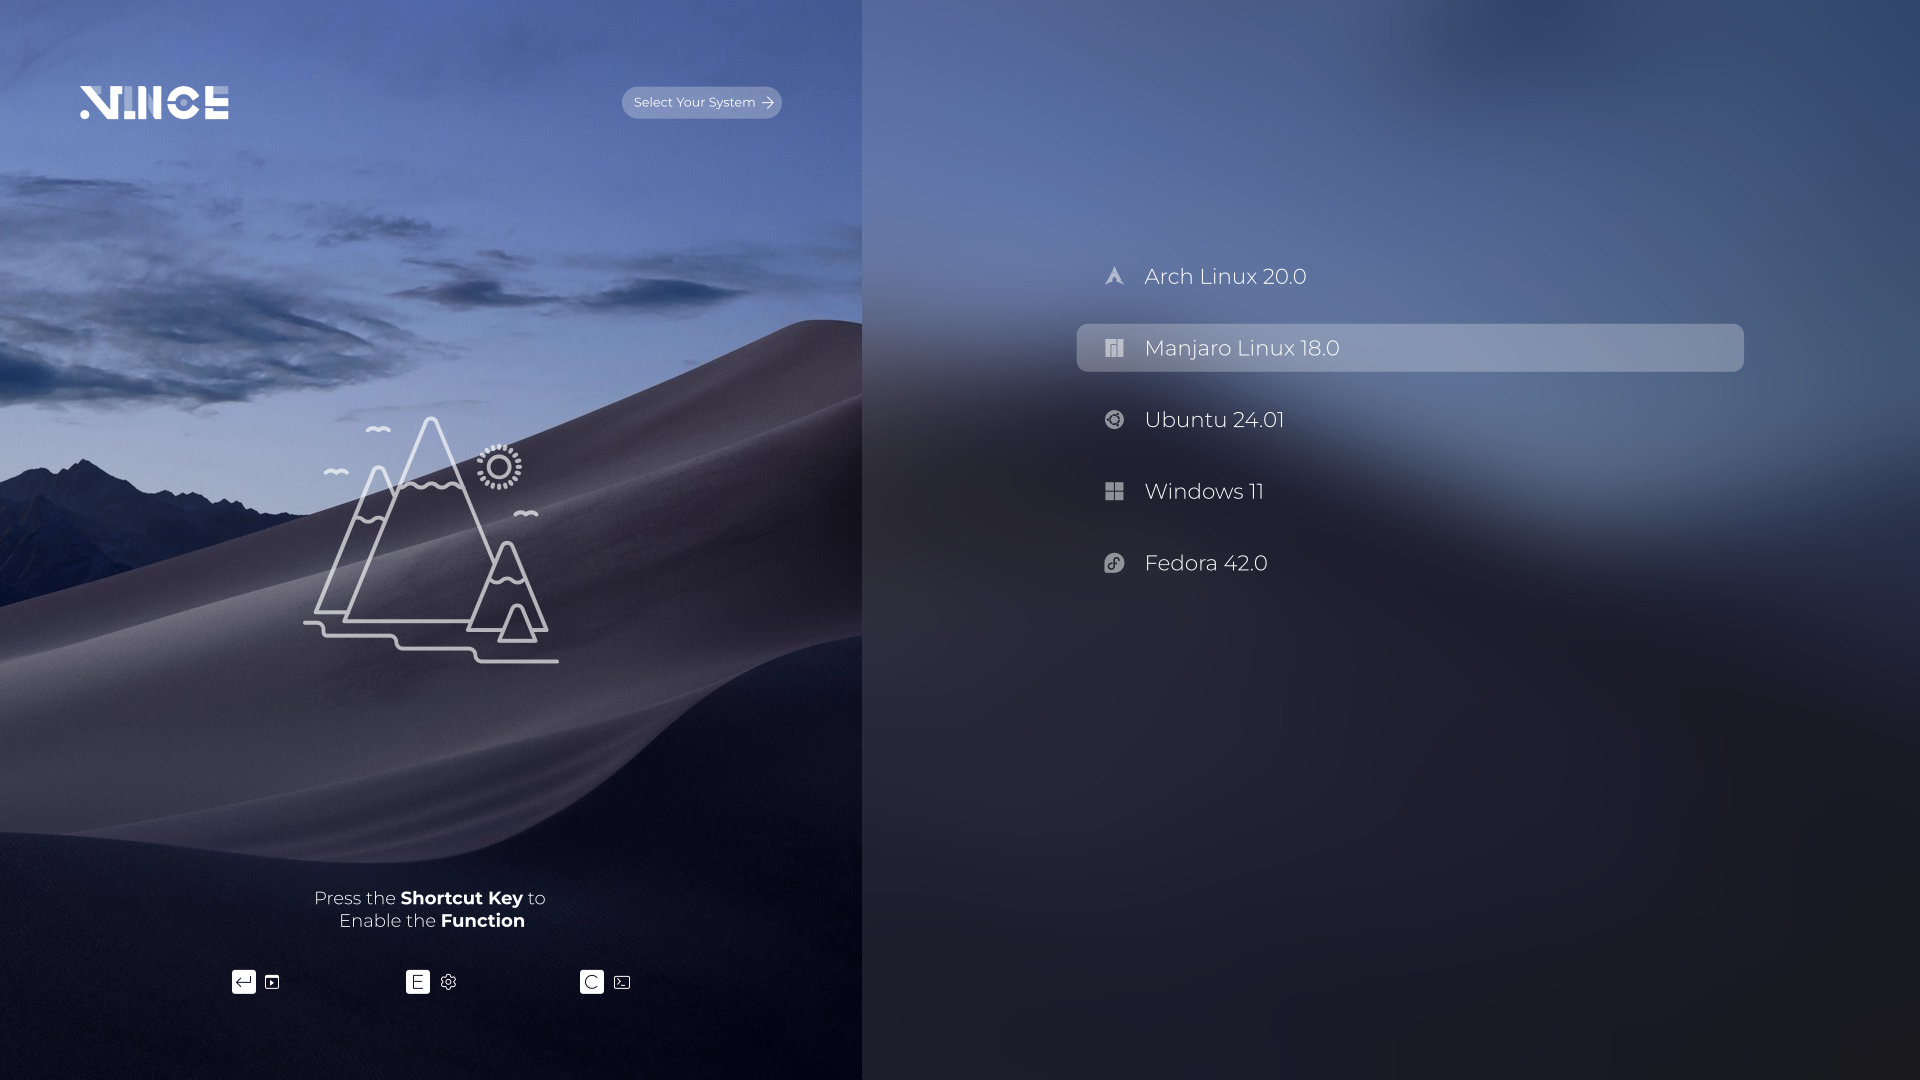 VINCE
Select Your System
Arch Linux 20.0
Manjaro Linux 18.0
Ubuntu 24.01
Windows 11
Fedora 42.0
Press the Shortcut Key to
Enable the Function
E
C